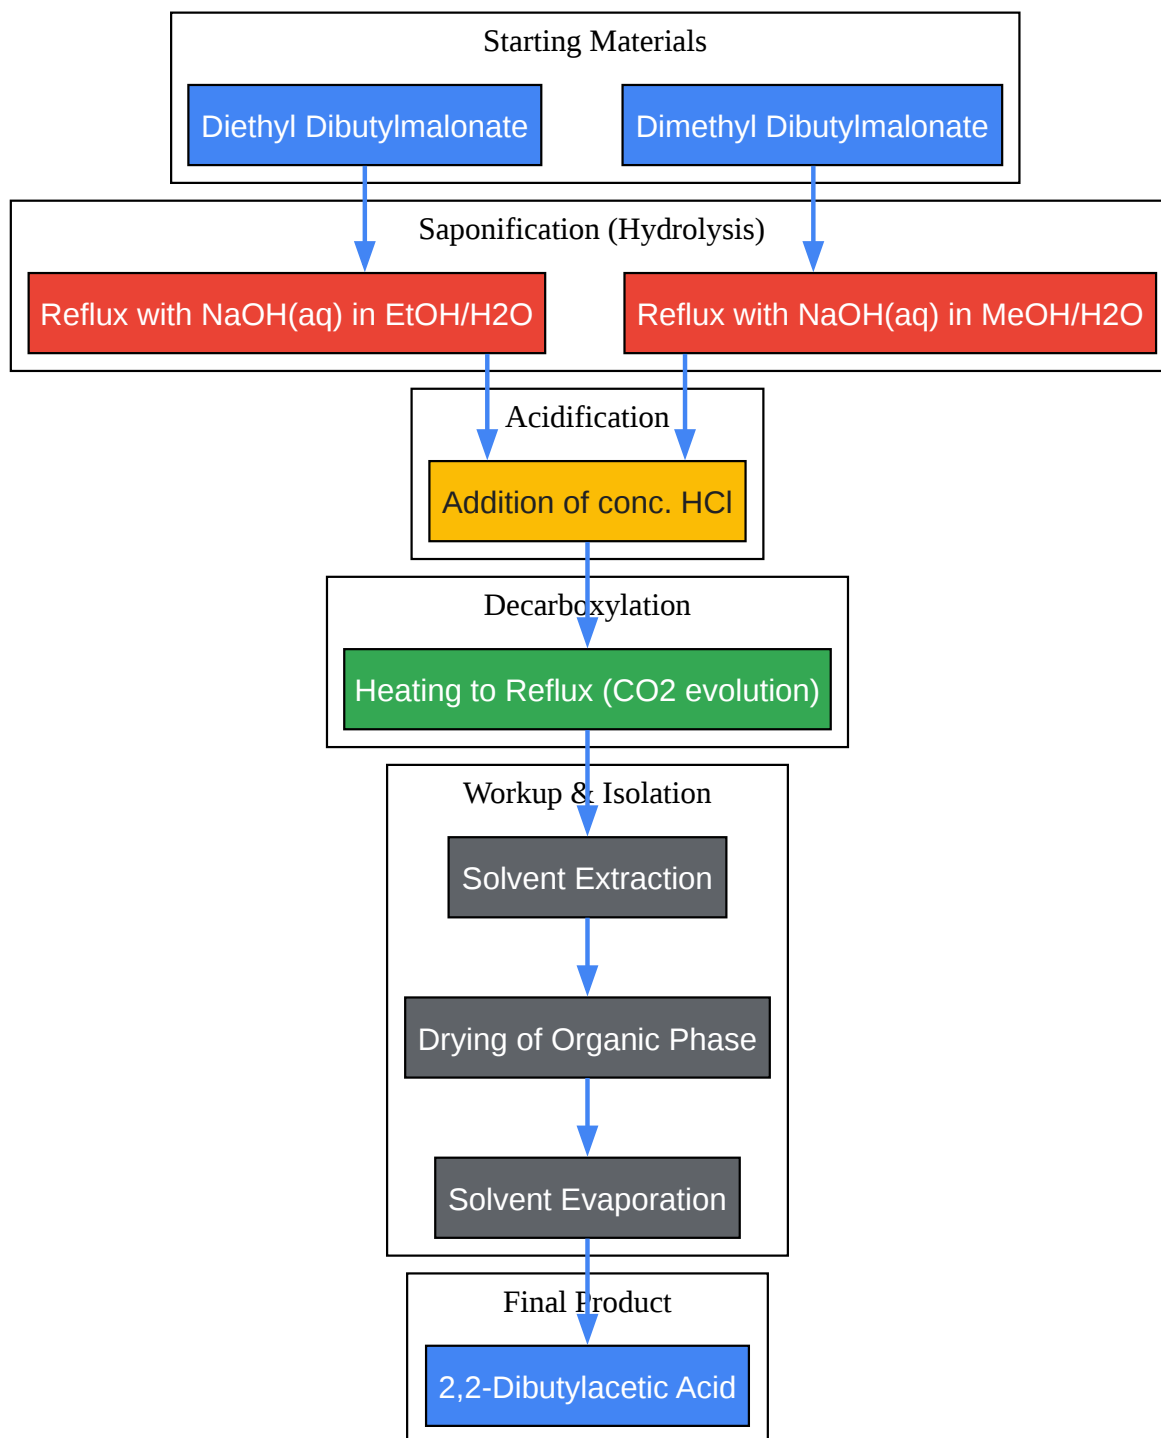 Starting Materials
Diethyl Dibutylmalonate
Dimethyl Dibutylmalonate
Saponification (Hydrolysis)
Reflux with NaOH(aq) in EtOH/H2O
Reflux with NaOH(aq) in MeOH/H2O
Acidification
Addition of conc. HCl
Decarboxylation
Heating to Reflux (CO2 evolution)
Workup & Isolation
Solvent Extraction
Drying of Organic Phase
Solvent Evaporation
Final Product
2,2-Dibutylacetic Acid